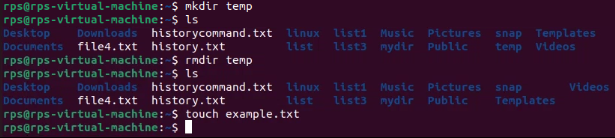 rps@rps-virtual-machine:~$ mkdir temp
rps@rps-virtual-machine:~$ ls
Desktop Downloads historycommand.txt linux list1 Music Pictures snap Templates
Documents file4.txt history.txt list list3 mydir Public temp Videos
rps@rps-virtual-machine:~$ rmdir temp
rps@rps-virtual-machine:~$ ls
Desktop Downloads historycommand.txt linux list1 Music Pictures snap Videos
Documents file4.txt history.txt list list3 mydir Public Templates
rps@rps-virtual-machine:~$ touch example.txt
rps@rps-virtual-machine:~$